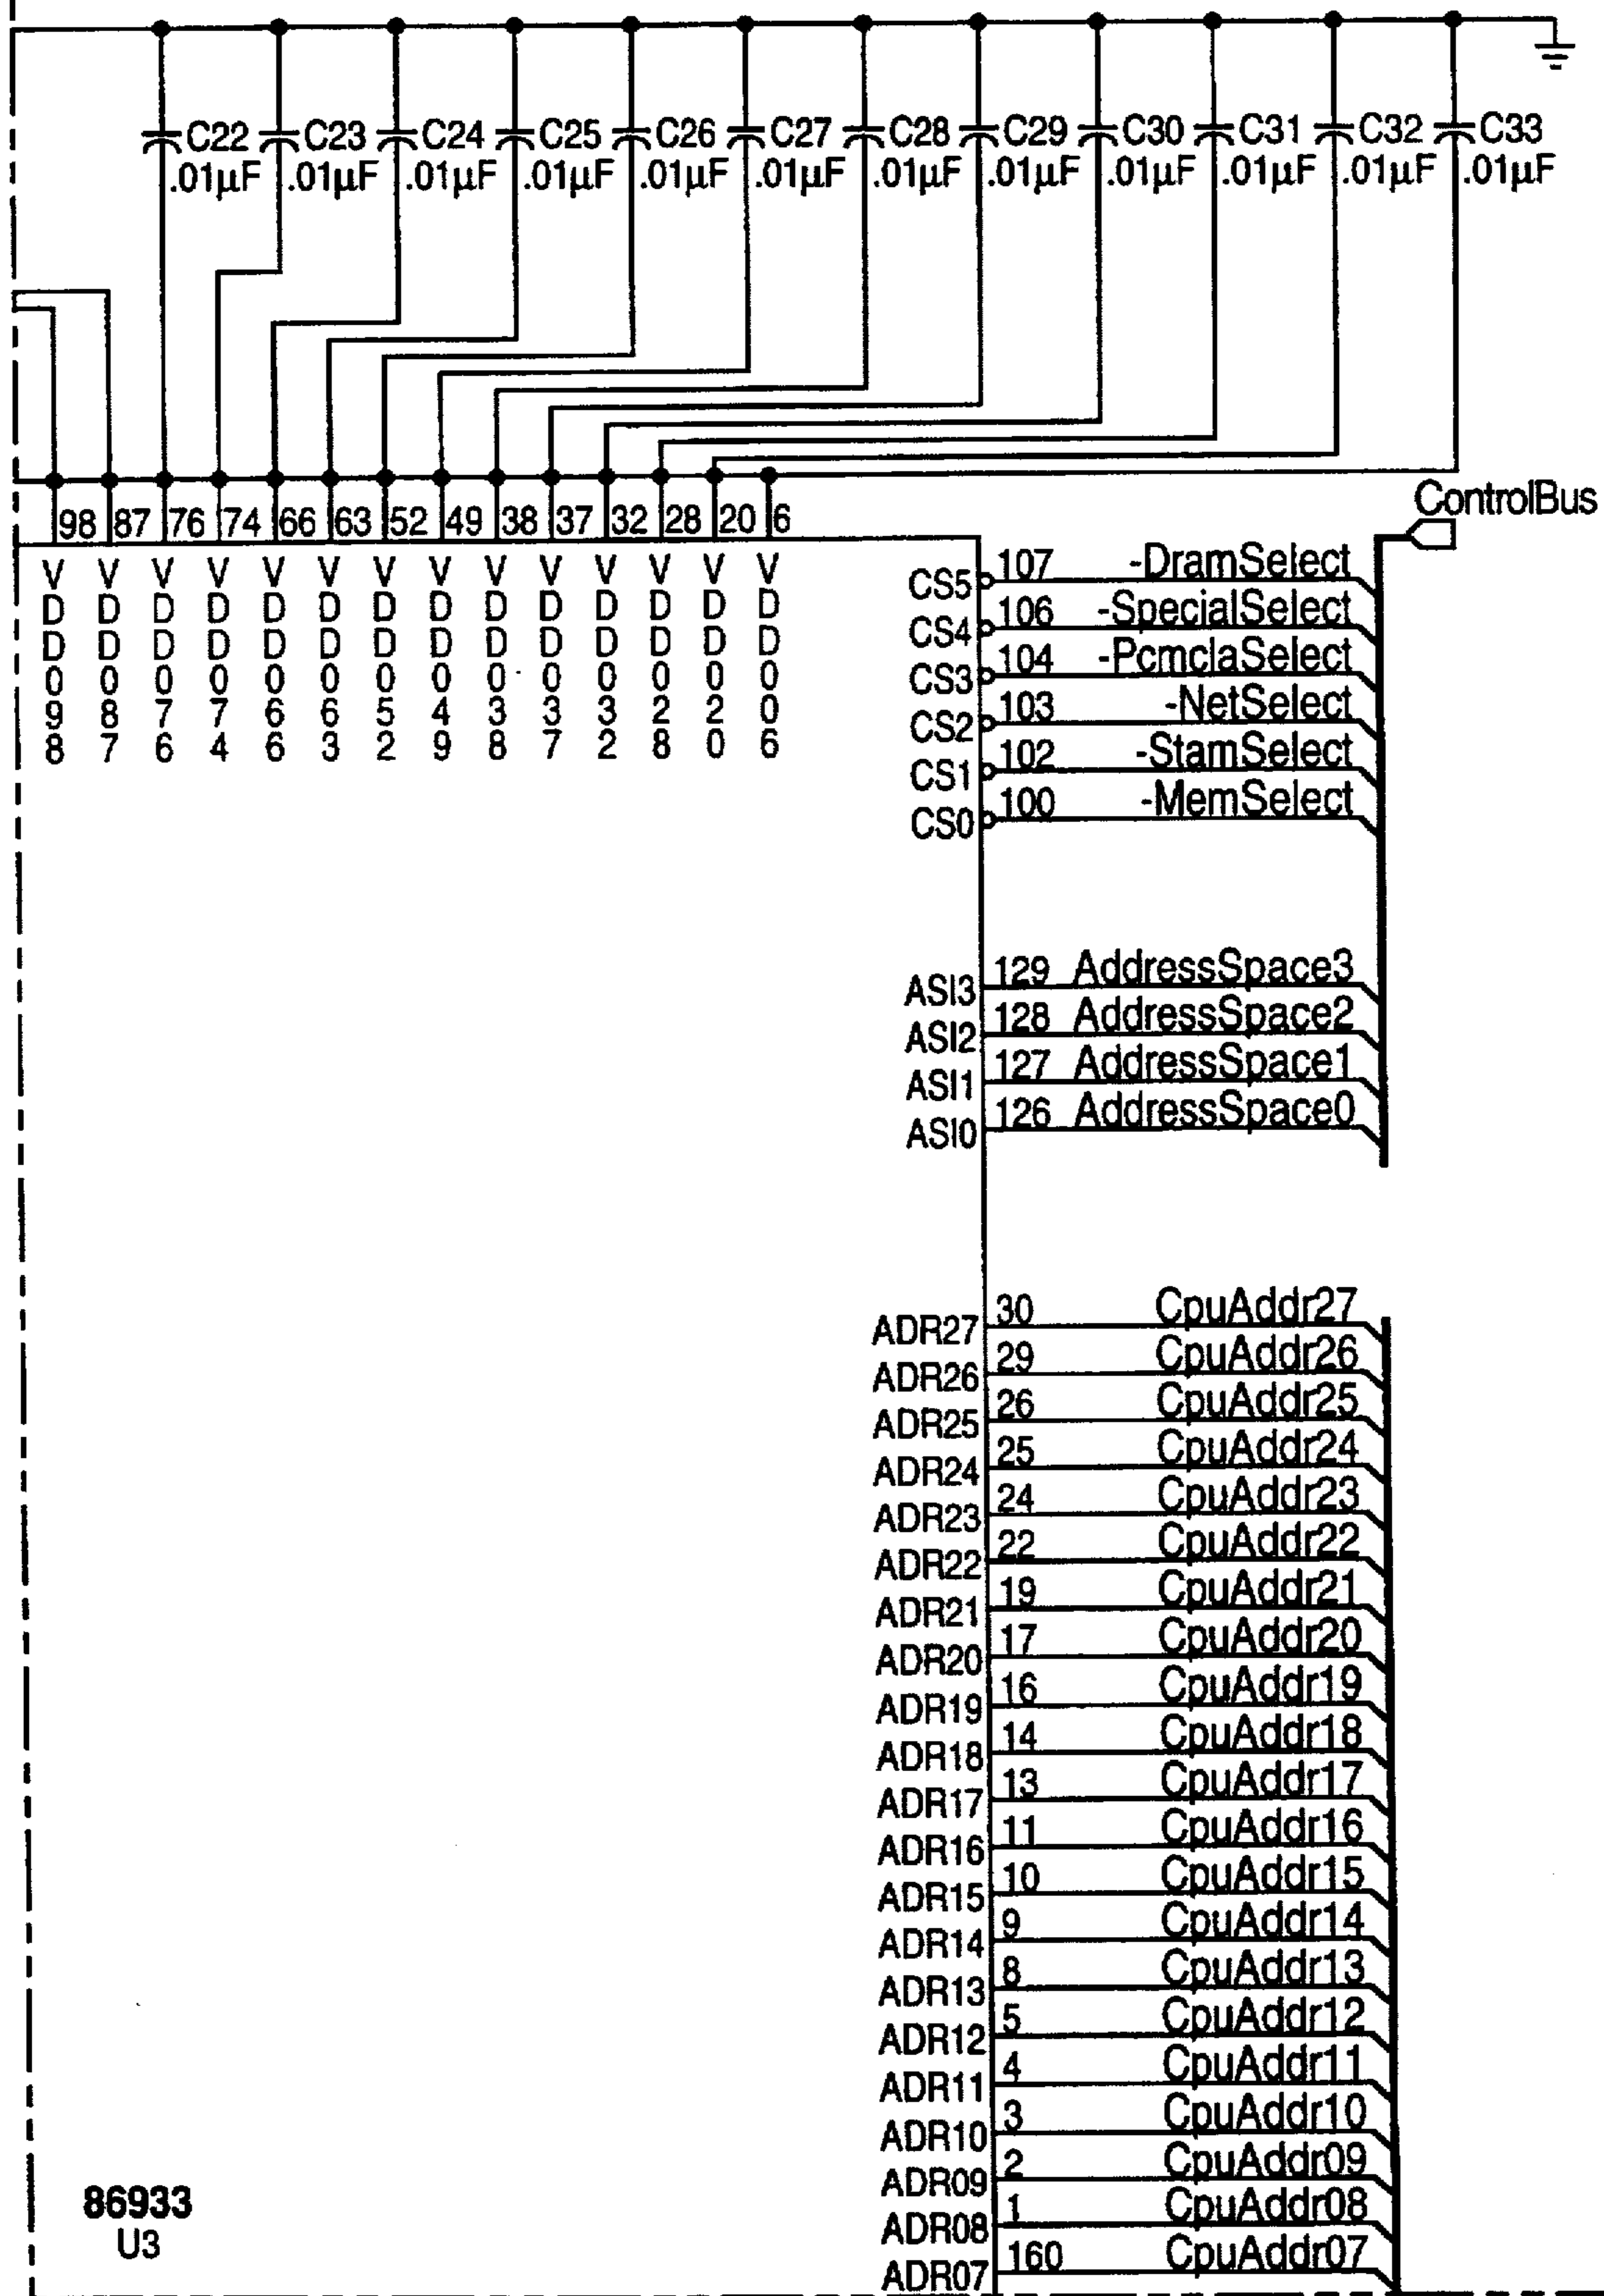 C22 C23 C24 C25 C26 C27 C28 C29 C30 C31 C32 C33
.01µF .01µF .01µF .01µF .01µF .01µF .01µF .01µF .01µF .01µF .01µF .01µF
ControlBus
98 87 76 74 66 63 52 49 38 37 32 28 20 6
VDD098 VDD087 VDD076 VDD074 VDD066 VDD063 VDD052 VDD049 VDD038 VDD037 VDD032 VDD028 VDD020 VDD006
CS5 107 -DramSelect
CS4 106 -SpecialSelect
CS3 104 -PcmclaSelect
CS2 103 -NetSelect
CS1 102 -StamSelect
CS0 100 -MemSelect
ASI3 129 AddressSpace3
ASI2 128 AddressSpace2
ASI1 127 AddressSpace1
ASI0 126 AddressSpace0
ADR27 30 CpuAddr27
ADR26 29 CpuAddr26
ADR25 26 CpuAddr25
ADR24 25 CpuAddr24
ADR23 24 CpuAddr23
ADR22 22 CpuAddr22
ADR21 19 CpuAddr21
ADR20 17 CpuAddr20
ADR19 16 CpuAddr19
ADR18 14 CpuAddr18
ADR17 13 CpuAddr17
ADR16 11 CpuAddr16
ADR15 10 CpuAddr15
ADR14 9 CpuAddr14
ADR13 8 CpuAddr13
ADR12 5 CpuAddr12
ADR11 4 CpuAddr11
ADR10 3 CpuAddr10
ADR09 2 CpuAddr09
ADR08 1 CpuAddr08
ADR07 160 CpuAddr07
86933
U3